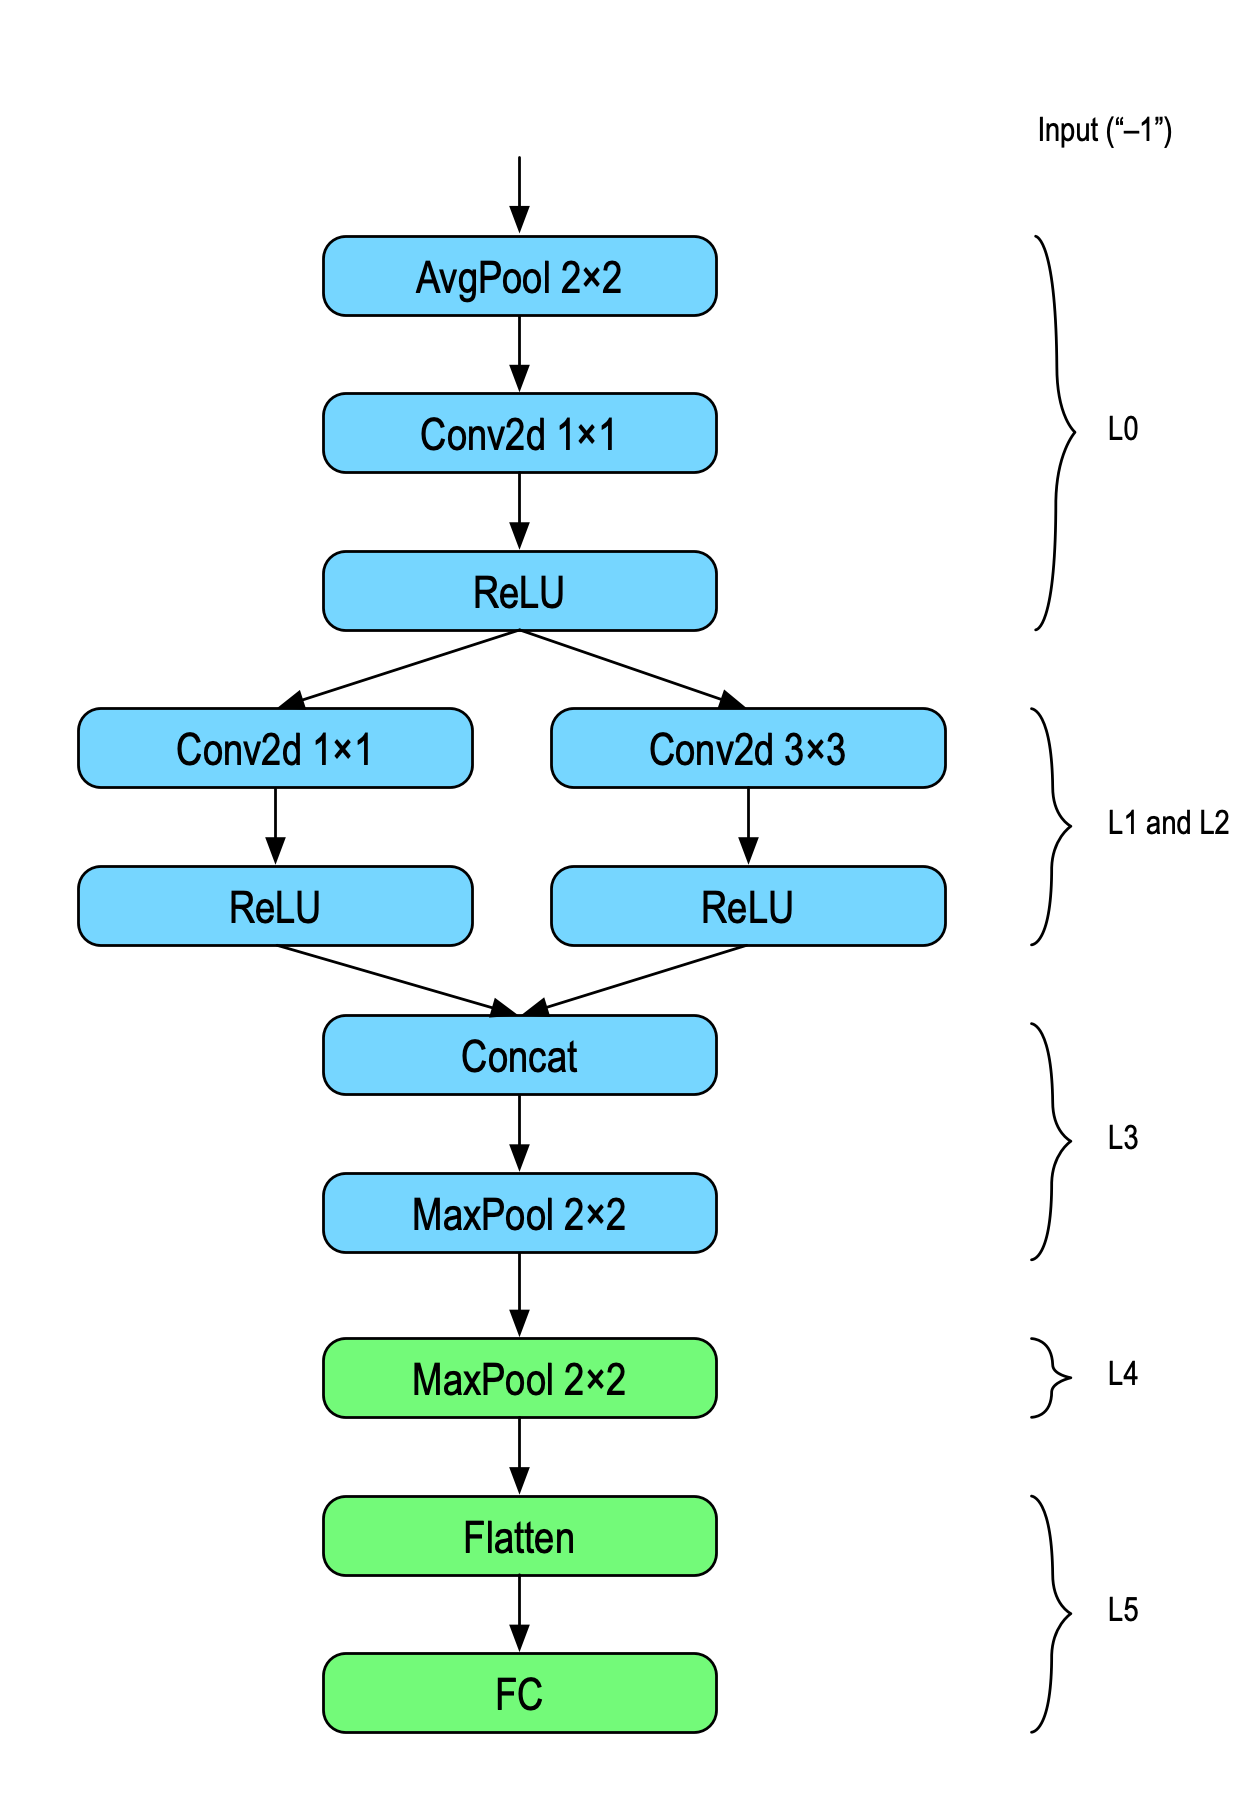 Input (“–1”)
AvgPool 2×2
Conv2d 1×1
L0
ReLU
Conv2d 1×1
Conv2d 3×3
L1 and L2
ReLU
ReLU
Concat
L3
MaxPool 2×2
MaxPool 2×2
L4
Flatten
L5
FC